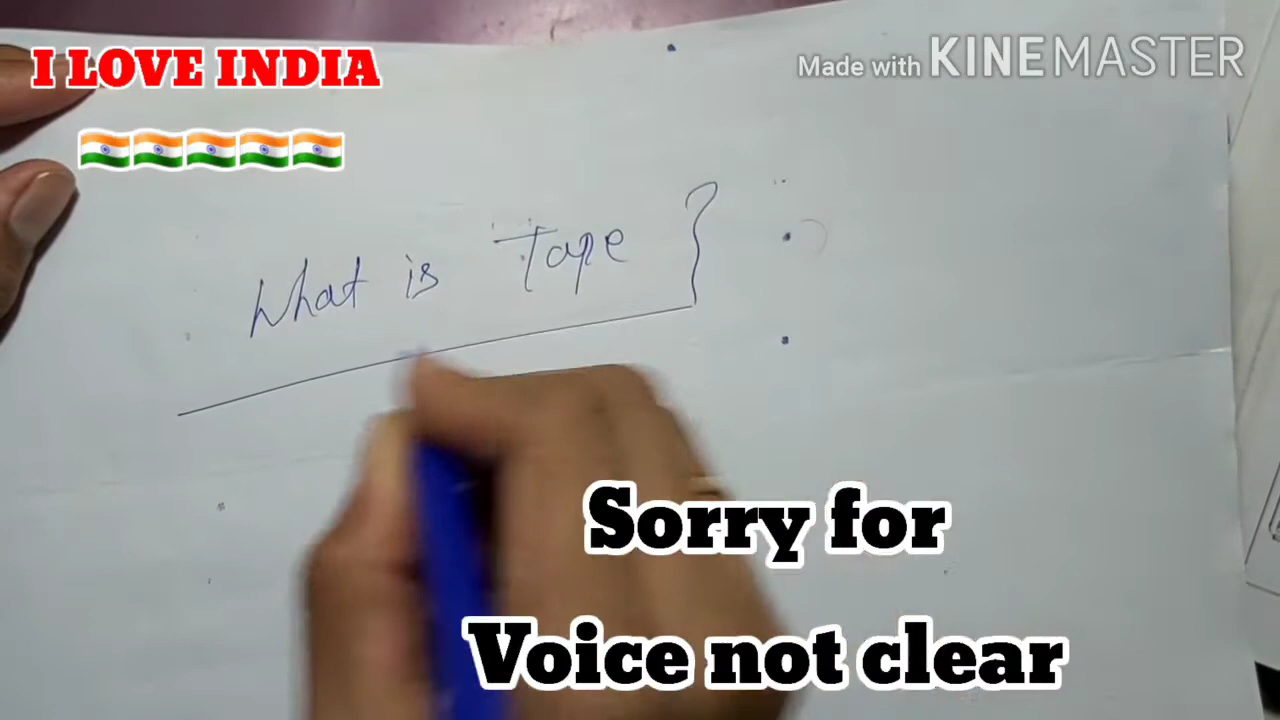 I LOVE INDIA
🇮🇳🇮🇳🇮🇳🇮🇳🇮🇳
Made with KINEMASTER
What is Tape
Sorry for
Voice not clear